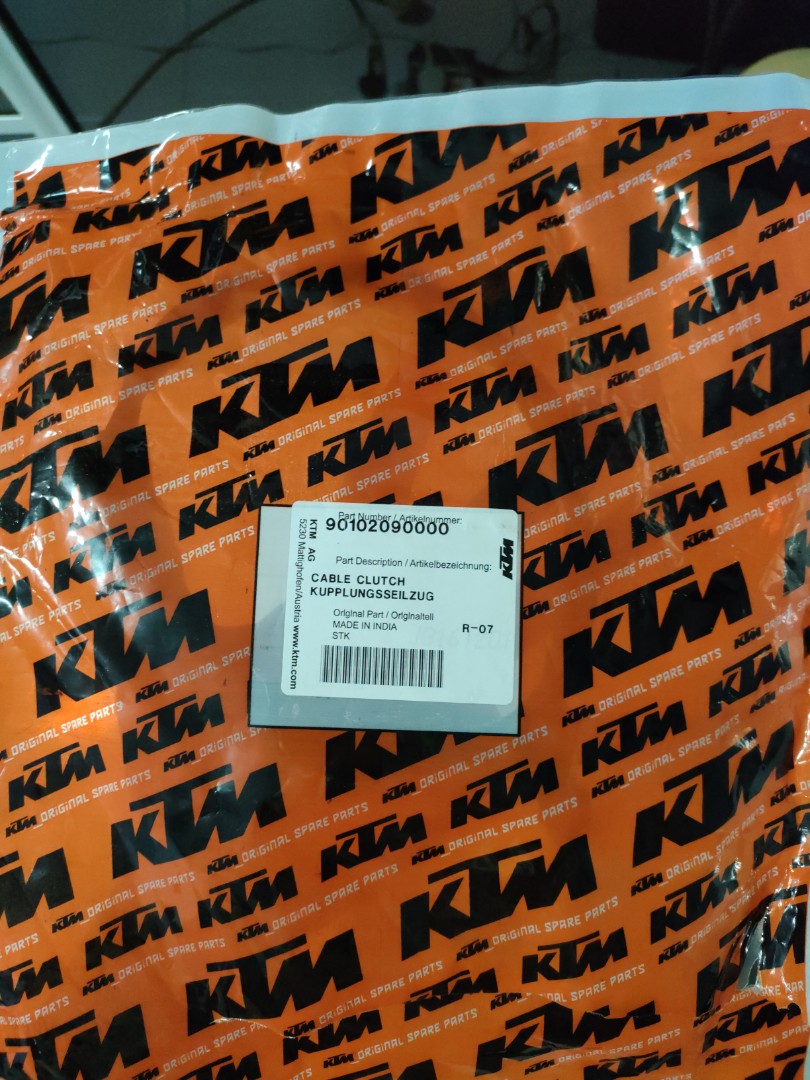 Part Number / Artikelnummer:
90102090000
Part Description / Artikelbezeichnung:
CABLE CLUTCH
KUPPLUNGSSEILZUG
Original Part / Originalteil
MADE IN INDIA
R-07
STK
KTM AG
5230 Mattighofen/Austria www.ktm.com
KTM
KTM ORIGINAL SPARE PARTS